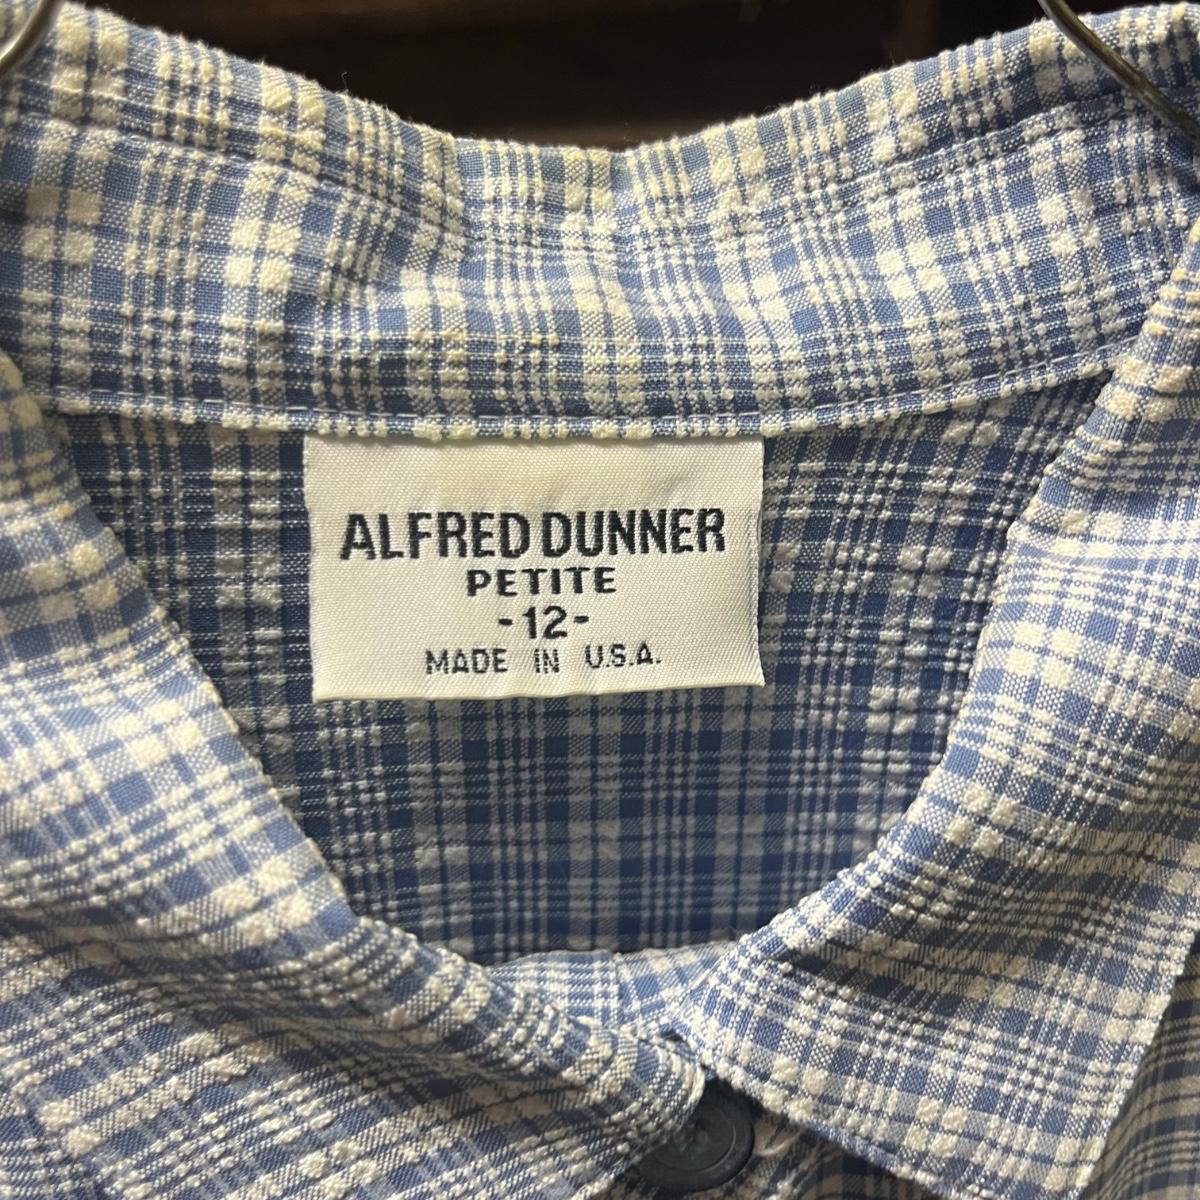 ALFRED DUNNER
PETITE
-12-
MADE IN U.S.A.